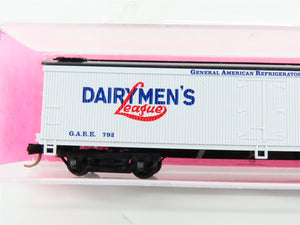 GENERAL AMERICAN REFRIGERATOR
DAIRYMEN'S
League
G.A.R.E. 792